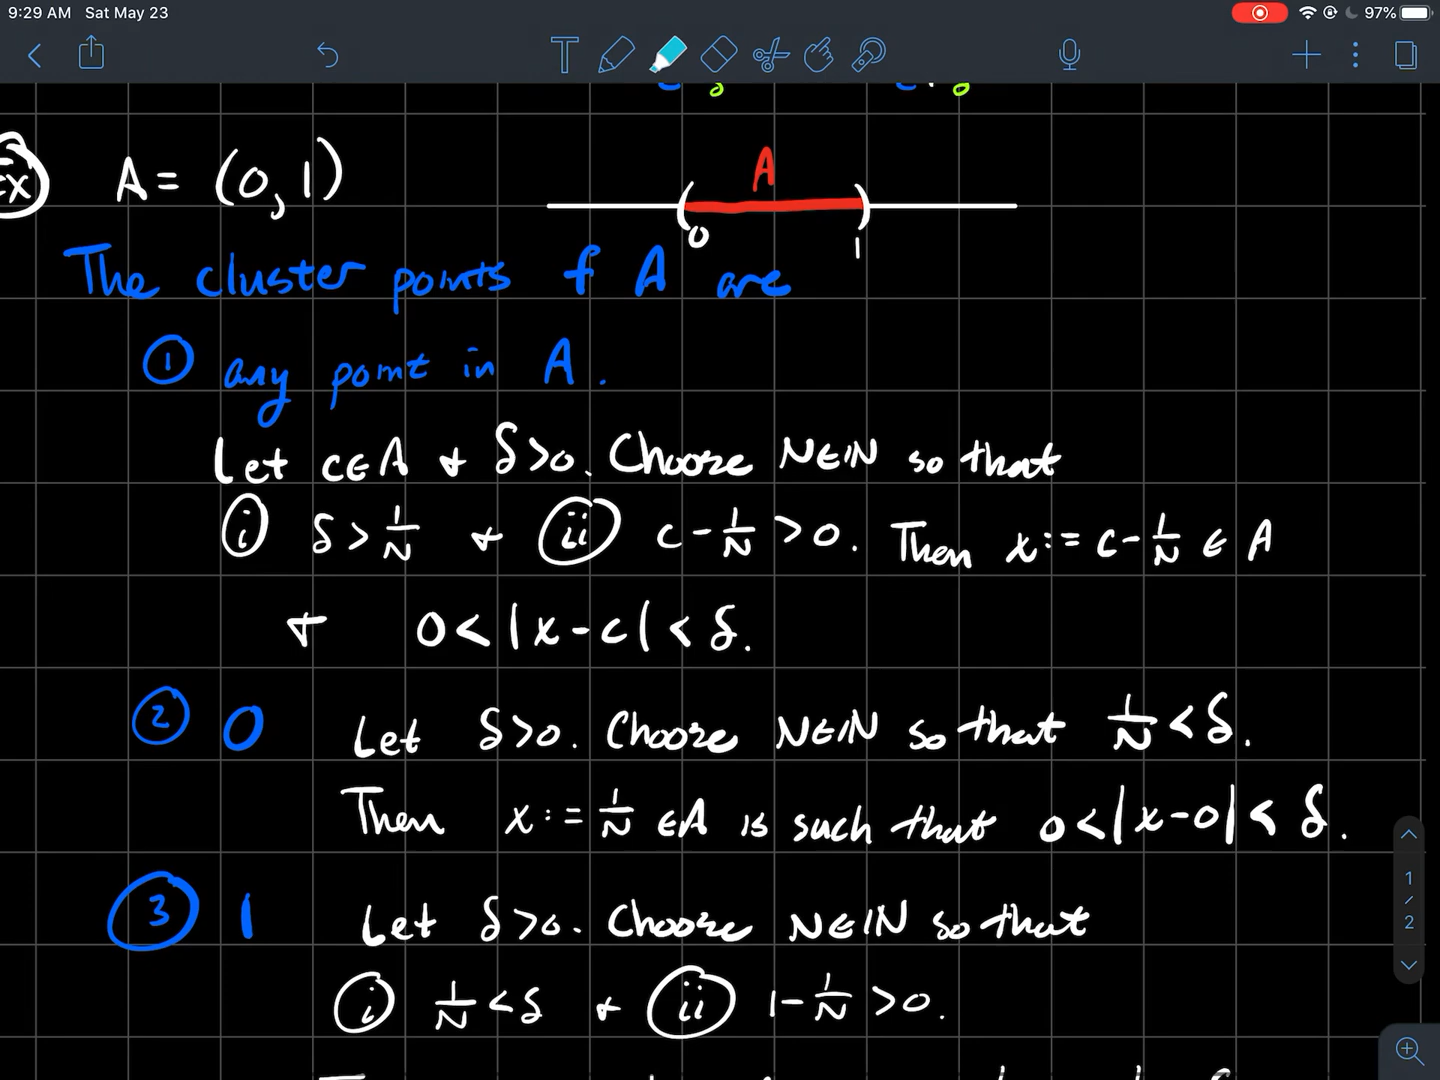 9:29 AM Sat May 23
97%
Ex A = (0,1)
A
0 1
The cluster points f A are
① any point in A.
Let c∈A & δ>0. Choose N∈ℕ so that
ⓘ δ > 1/N & ⓘⓘ c - 1/N > 0. Then x := c - 1/N ∈ A
& 0 < |x - c| < δ.
② 0 Let δ>0. Choose N∈ℕ so that 1/N < δ.
Then x := 1/N ∈A is such that 0 < |x - 0| < δ.
③ 1 Let δ>0. Choose N∈ℕ so that
ⓘ 1/N < δ & ⓘⓘ 1 - 1/N > 0.
1
/
2